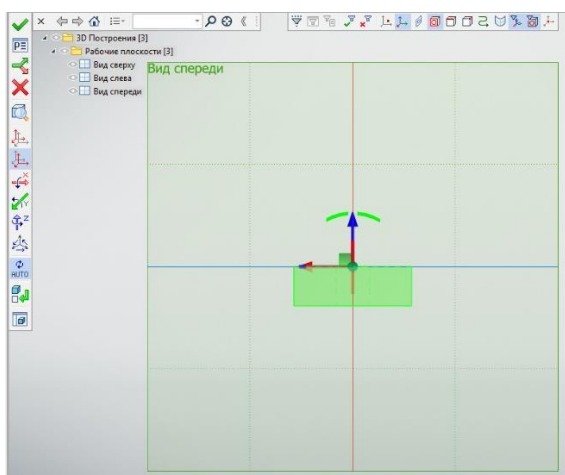 3D Построения [3]
Рабочие плоскости [3]
Вид сверху
Вид слева
Вид спереди
Вид спереди
X
Y
Z
AUTO